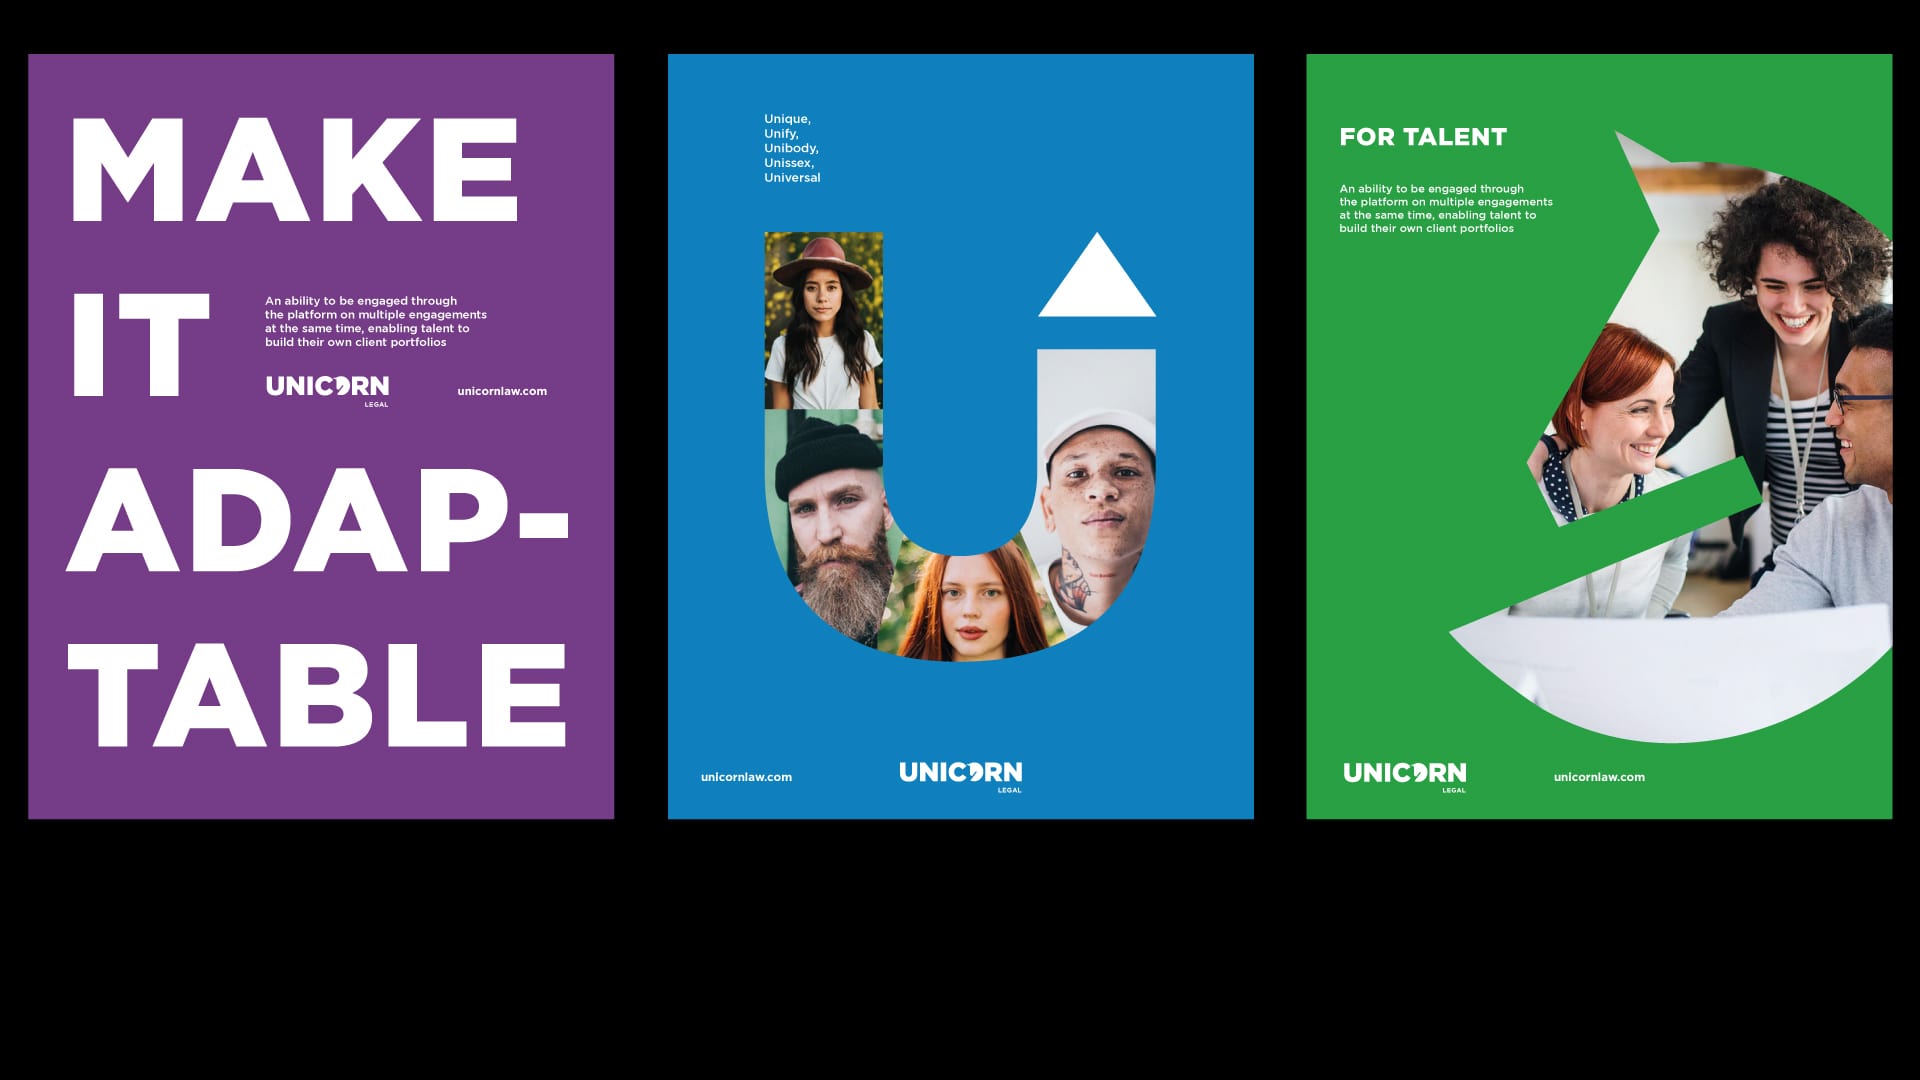 MAKE
IT
An ability to be engaged through
the platform on multiple engagements
at the same time, enabling talent to
build their own client portfolios
UNICORN
LEGAL
unicornlaw.com
ADAP-
TABLE
Unique,
Unify,
Unibody,
Unissex,
Universal
U
unicornlaw.com
UNICORN
LEGAL
FOR TALENT
An ability to be engaged through
the platform on multiple engagements
at the same time, enabling talent to
build their own client portfolios
UNICORN
LEGAL
unicornlaw.com